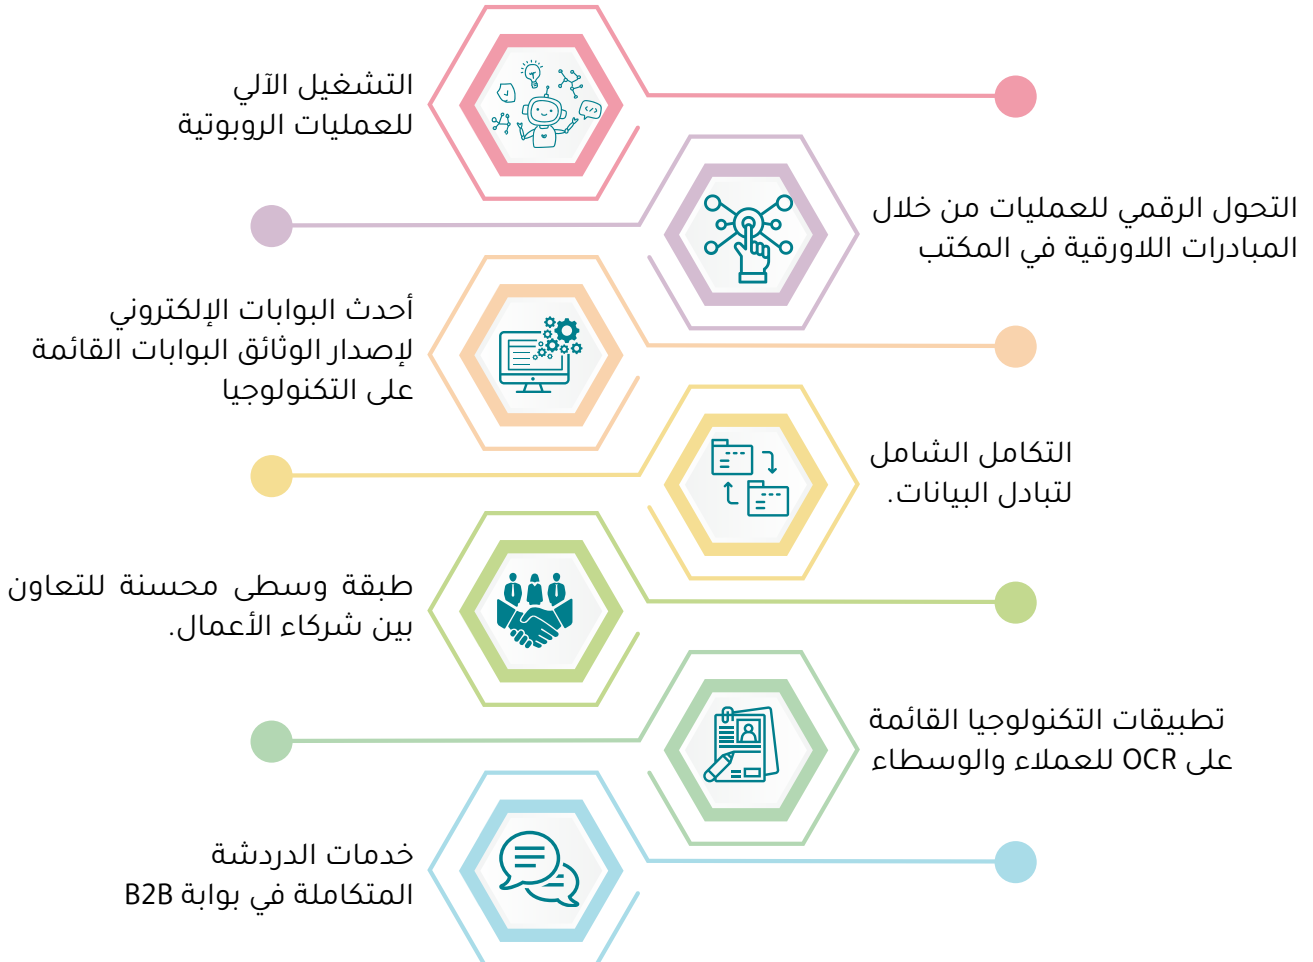 التشغيل الآلي
للعمليات الروبوتية
التحول الرقمي للعمليات من خلال
المبادرات اللاورقية في المكتب
أحدث البوابات الإلكتروني
لإصدار الوثائق البوابات القائمة
على التكنولوجيا
التكامل الشامل
لتبادل البيانات.
طبقة وسطى محسنة للتعاون
بين شركاء الأعمال.
تطبيقات التكنولوجيا القائمة
على OCR للعملاء والوسطاء
خدمات الدردشة
المتكاملة في بوابة B2B